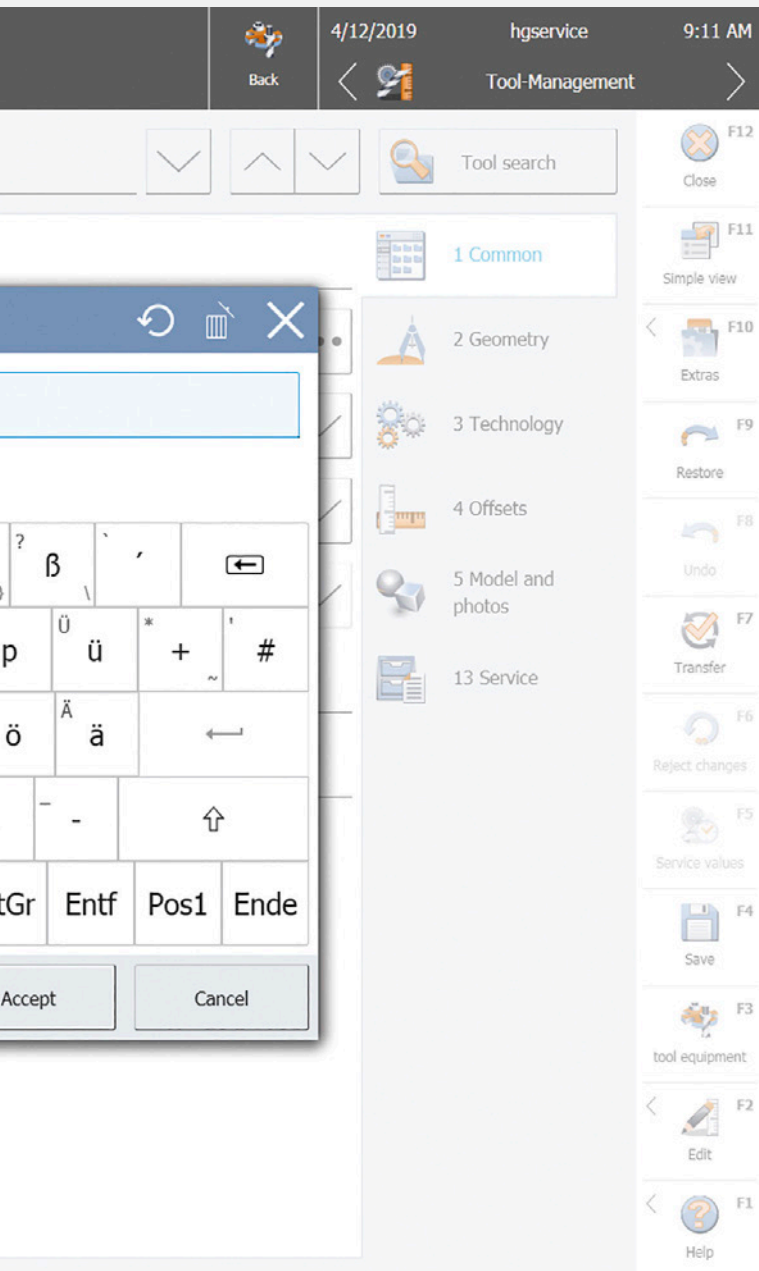 4/12/2019 hgservice 9:11 AM
Back
Tool-Management
Tool search
1 Common
2 Geometry
3 Technology
4 Offsets
5 Model and
photos
13 Service
F12
Close
F11
Simple view
F10
Extras
F9
Restore
F8
Undo
F7
Transfer
F6
Reject changes
F5
Service values
F4
Save
F3
tool equipment
F2
Edit
F1
Help
? ß \ ` ´
p Ü ü * + ~ ' #
ö Ä ä
_ -
tGr Entf Pos1 Ende
Accept Cancel